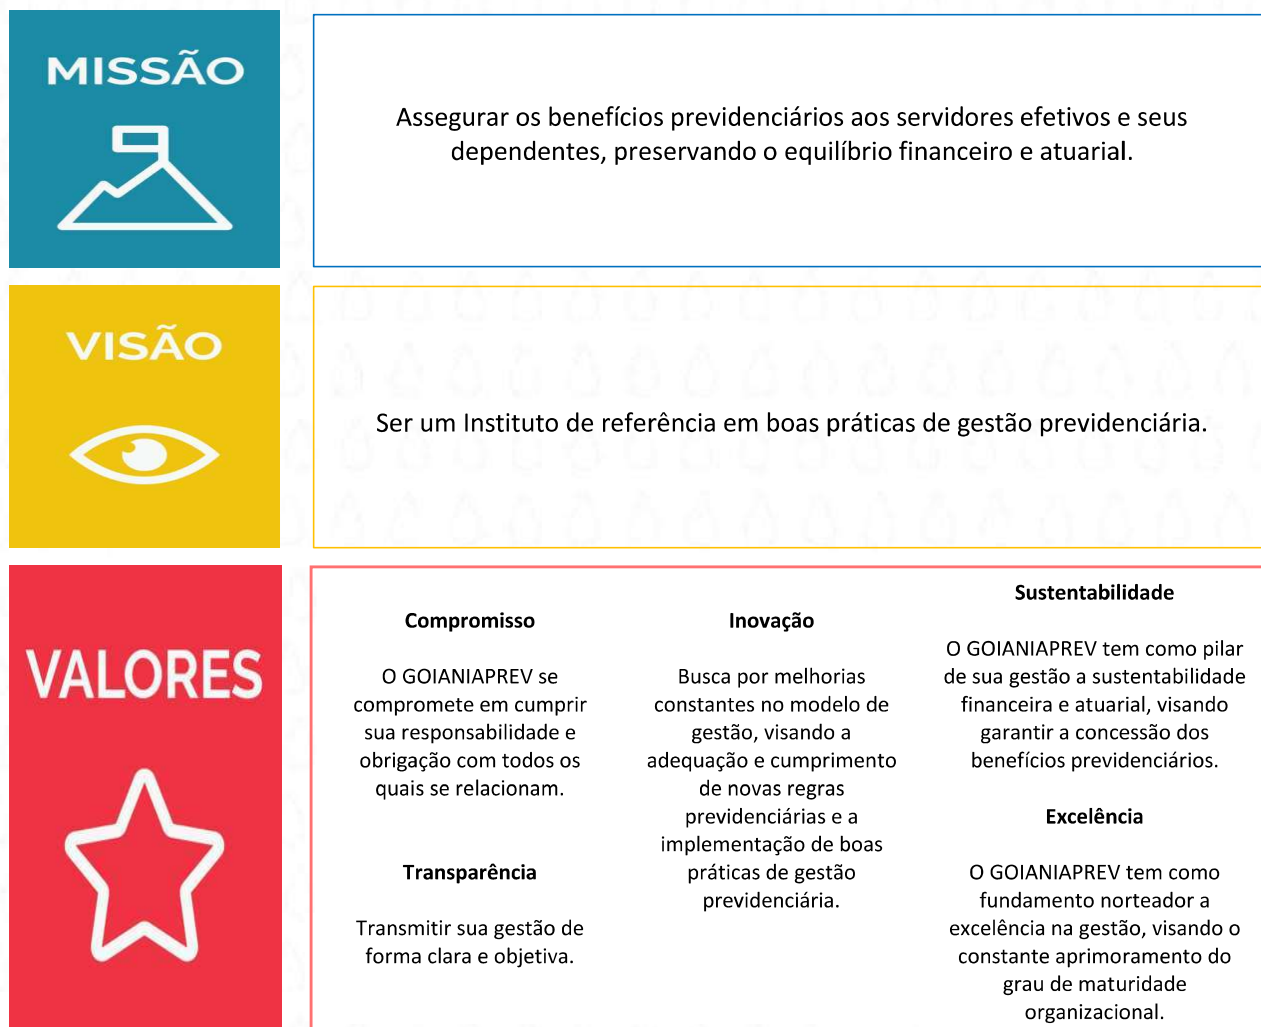 MISSÃO
Assegurar os benefícios previdenciários aos servidores efetivos e seus
dependentes, preservando o equilíbrio financeiro e atuarial.
VISÃO
Ser um Instituto de referência em boas práticas de gestão previdenciária.
VALORES
Compromisso
O GOIANIAPREV se
compromete em cumprir
sua responsabilidade e
obrigação com todos os
quais se relacionam.
Transparência
Transmitir sua gestão de
forma clara e objetiva.
Inovação
Busca por melhorias
constantes no modelo de
gestão, visando a
adequação e cumprimento
de novas regras
previdenciárias e a
implementação de boas
práticas de gestão
previdenciária.
Sustentabilidade
O GOIANIAPREV tem como pilar
de sua gestão a sustentabilidade
financeira e atuarial, visando
garantir a concessão dos
benefícios previdenciários.
Excelência
O GOIANIAPREV tem como
fundamento norteador a
excelência na gestão, visando o
constante aprimoramento do
grau de maturidade
organizacional.